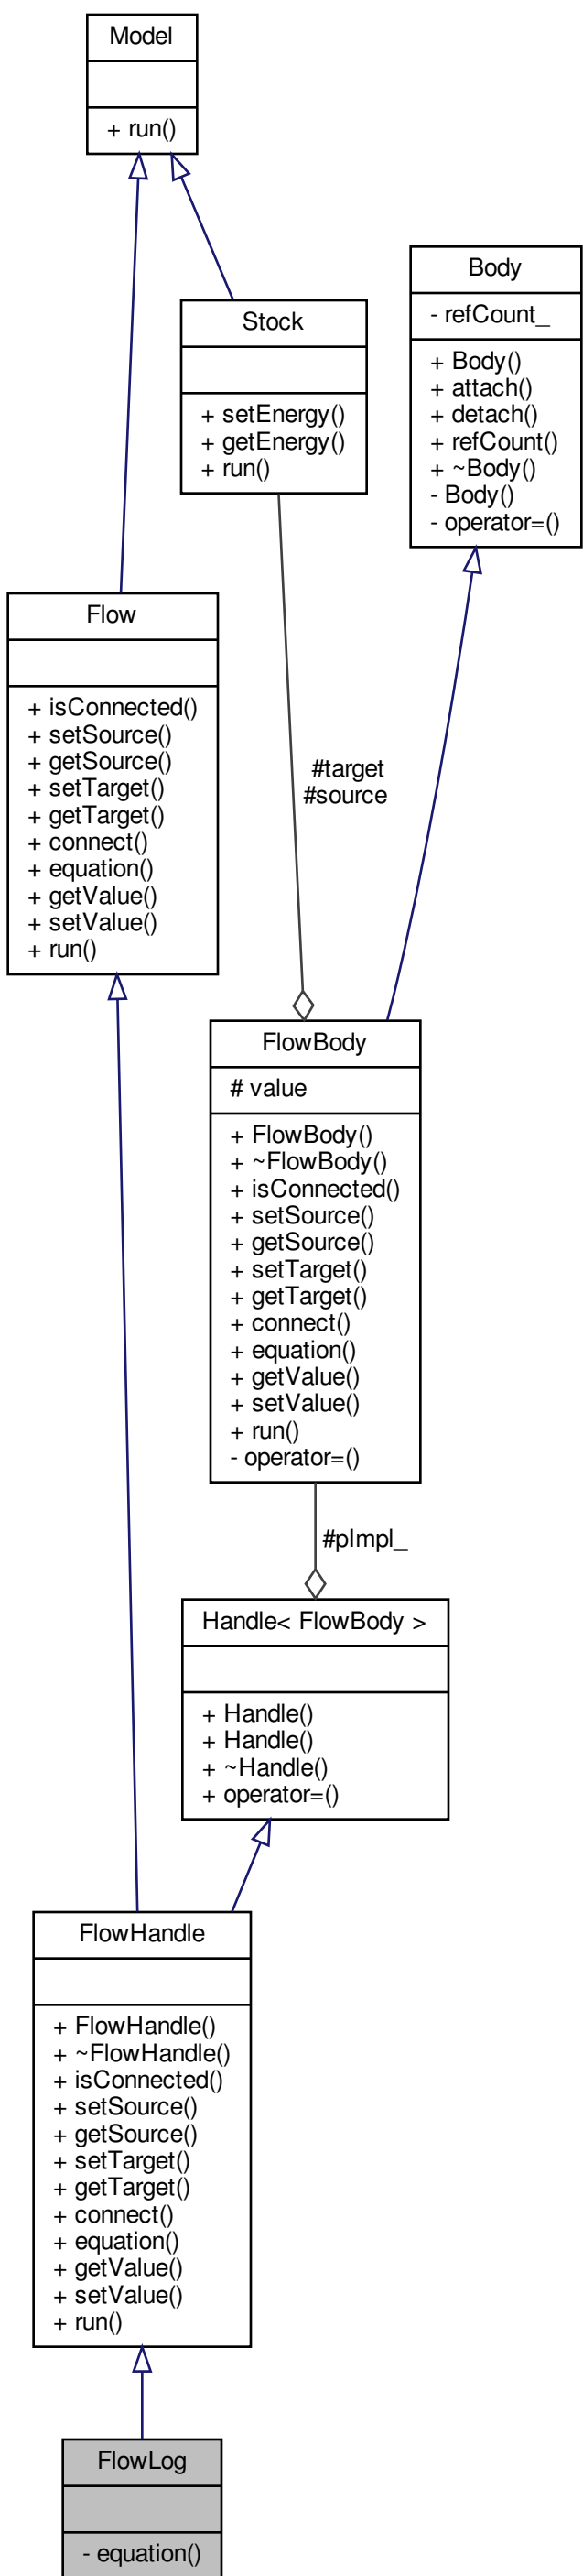 Model
+ run()
Stock
+ setEnergy()
+ getEnergy()
+ run()
Body
- refCount_
+ Body()
+ attach()
+ detach()
+ refCount()
+ ~Body()
- Body()
- operator=()
Flow
+ isConnected()
+ setSource()
+ getSource()
+ setTarget()
+ getTarget()
+ connect()
+ equation()
+ getValue()
+ setValue()
+ run()
#target
#source
FlowBody
# value
+ FlowBody()
+ ~FlowBody()
+ isConnected()
+ setSource()
+ getSource()
+ setTarget()
+ getTarget()
+ connect()
+ equation()
+ getValue()
+ setValue()
+ run()
- operator=()
#pImpl_
Handle< FlowBody >
+ Handle()
+ Handle()
+ ~Handle()
+ operator=()
FlowHandle
+ FlowHandle()
+ ~FlowHandle()
+ isConnected()
+ setSource()
+ getSource()
+ setTarget()
+ getTarget()
+ connect()
+ equation()
+ getValue()
+ setValue()
+ run()
FlowLog
- equation()